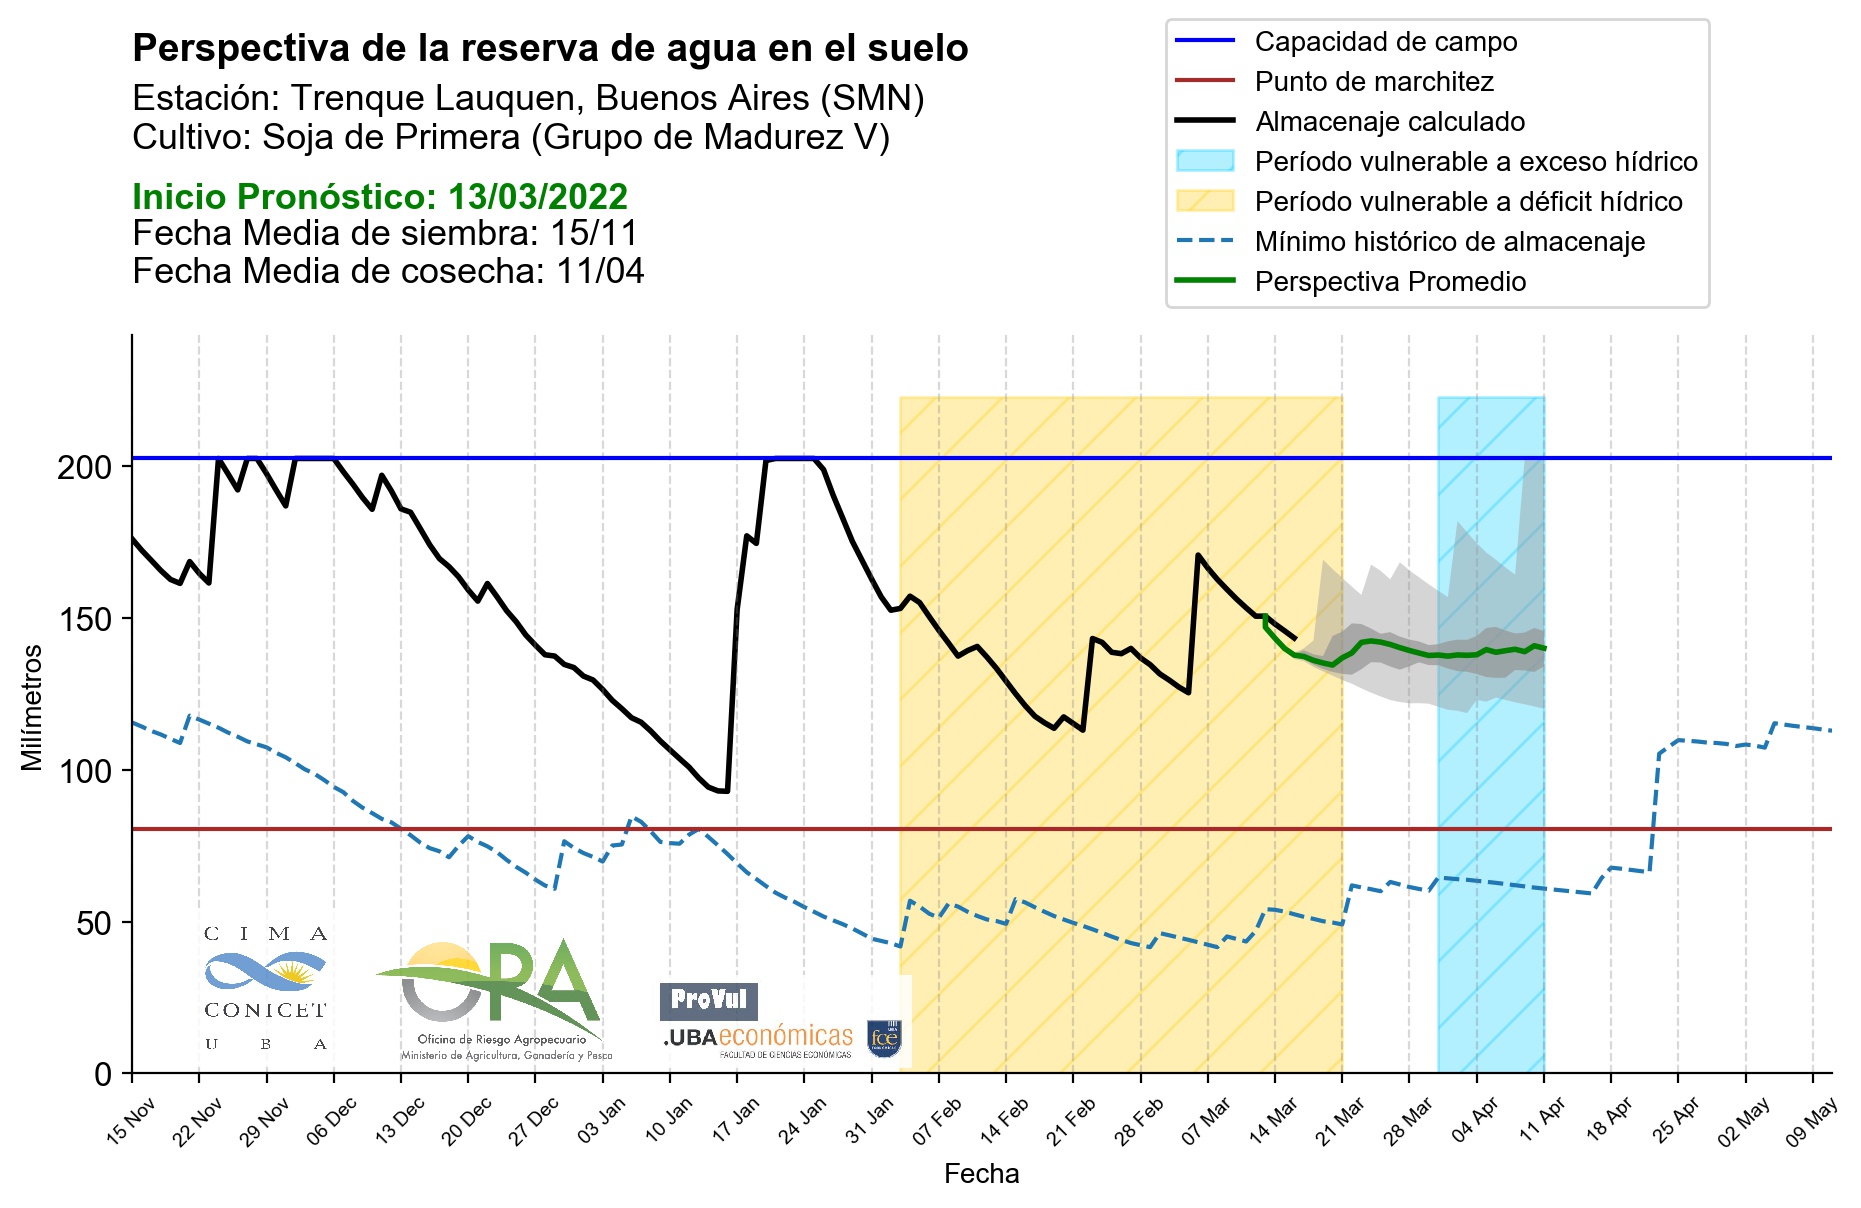 Perspectiva de la reserva de agua en el suelo
Estación: Trenque Lauquen, Buenos Aires (SMN)
Cultivo: Soja de Primera (Grupo de Madurez V)
Inicio Pronóstico: 13/03/2022
Fecha Media de siembra: 15/11
Fecha Media de cosecha: 11/04
Capacidad de campo
Punto de marchitez
Almacenaje calculado
Período vulnerable a exceso hídrico
Período vulnerable a déficit hídrico
Mínimo histórico de almacenaje
Perspectiva Promedio
Milímetros
200
150
100
50
0
CIMA
CONICET
UBA
ORA
Oficina de Riesgo Agropecuario
Ministerio de Agricultura, Ganadería y Pesca
ProVul
.UBAeconómicas
FACULTAD DE CIENCIAS ECONÓMICAS
UBA
fce
ECONÓMICAS
15 Nov
22 Nov
29 Nov
06 Dec
13 Dec
20 Dec
27 Dec
03 Jan
10 Jan
17 Jan
24 Jan
31 Jan
07 Feb
14 Feb
21 Feb
28 Feb
07 Mar
14 Mar
21 Mar
28 Mar
04 Apr
11 Apr
18 Apr
25 Apr
02 May
09 May
Fecha